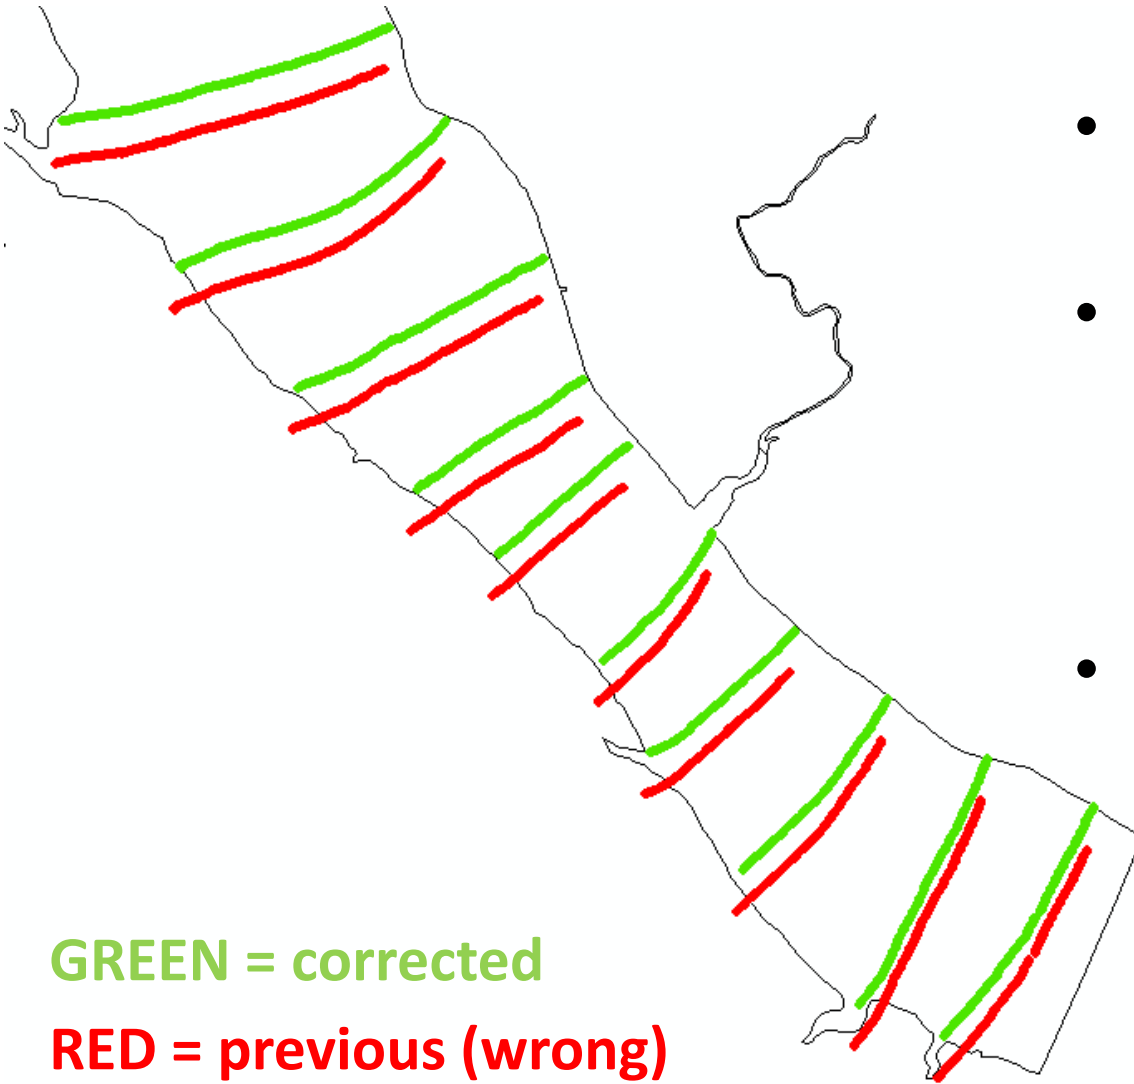 GREEN = corrected
RED = previous (wrong)